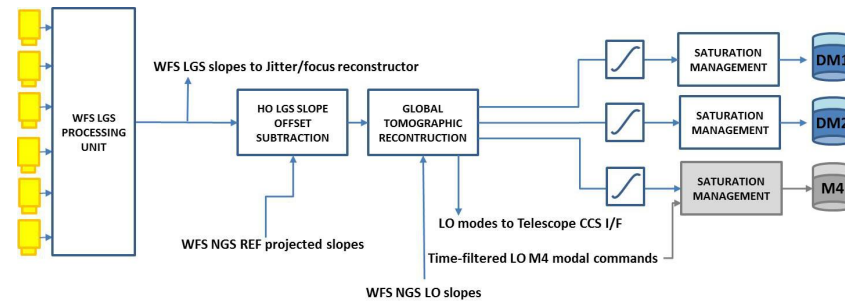 WFS LGS
PROCESSING
UNIT
WFS LGS slopes to Jitter/focus reconstructor
HO LGS SLOPE
OFFSET
SUBTRACTION
GLOBAL
TOMOGRAPHIC
RECONTRUCTION
SATURATION
MANAGEMENT
DM1
SATURATION
MANAGEMENT
DM2
SATURATION
MANAGEMENT
M4
LO modes to Telescope CCS I/F
WFS NGS REF projected slopes
Time-filtered LO M4 modal commands
WFS NGS LO slopes